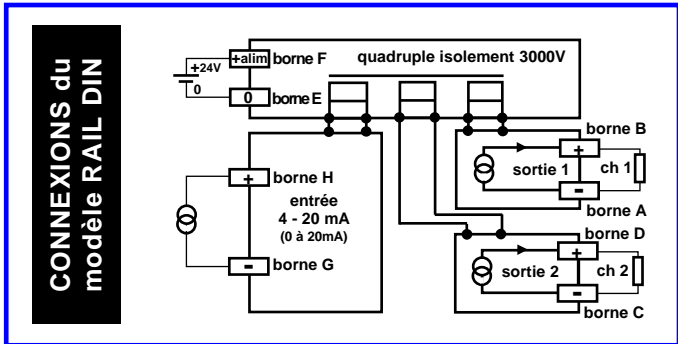 CONNEXIONS du
modèle RAIL DIN
+24V
0
+alim
borne F
0
borne E
quadruple isolement 3000V
+
borne H
entrée
4 - 20 mA
(0 à 20mA)
-
borne G
borne B
+
sortie 1
ch 1
-
borne A
borne D
+
sortie 2
ch 2
-
borne C